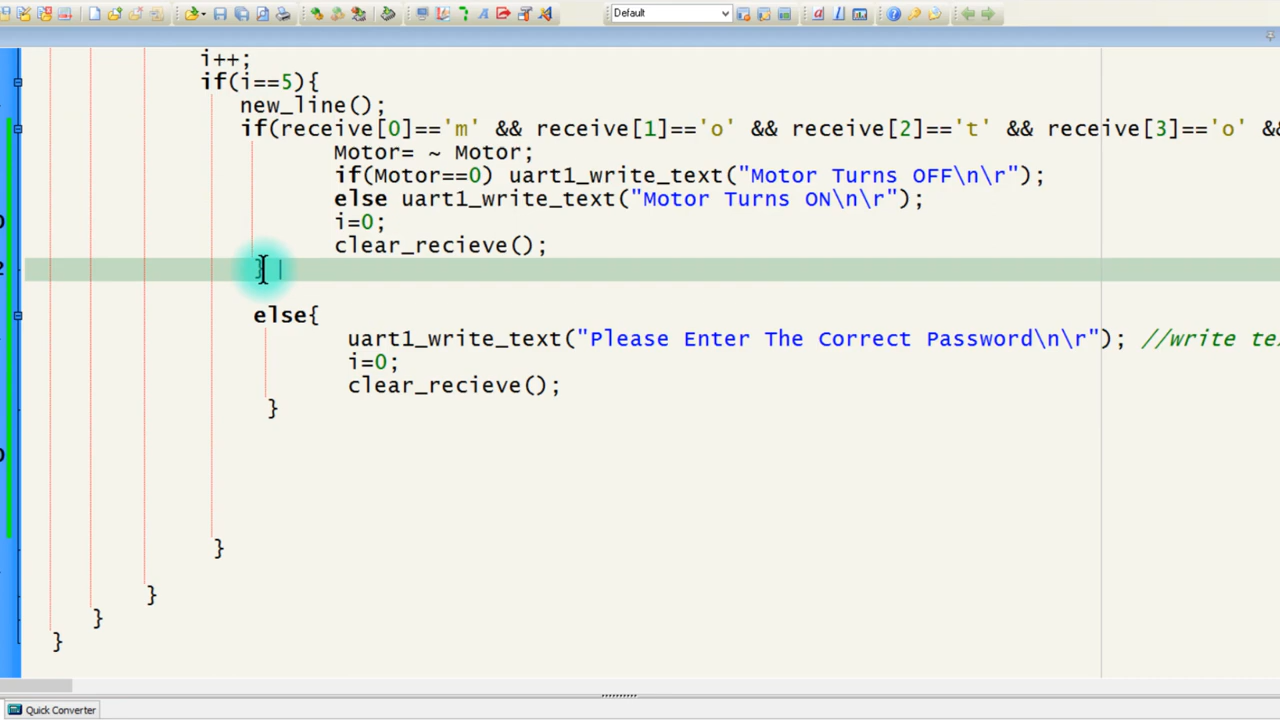 Default
i++;
if(i==5){
new_line();
if(receive[0]=='m' && receive[1]=='o' && receive[2]=='t' && receive[3]=='o' &&
Motor= ~ Motor;
if(Motor==0) uart1_write_text("Motor Turns OFF\n\r");
else uart1_write_text("Motor Turns ON\n\r");
i=0;
clear_recieve();
}
else{
uart1_write_text("Please Enter The Correct Password\n\r"); //write te
i=0;
clear_recieve();
}
}
}
}
}
Quick Converter